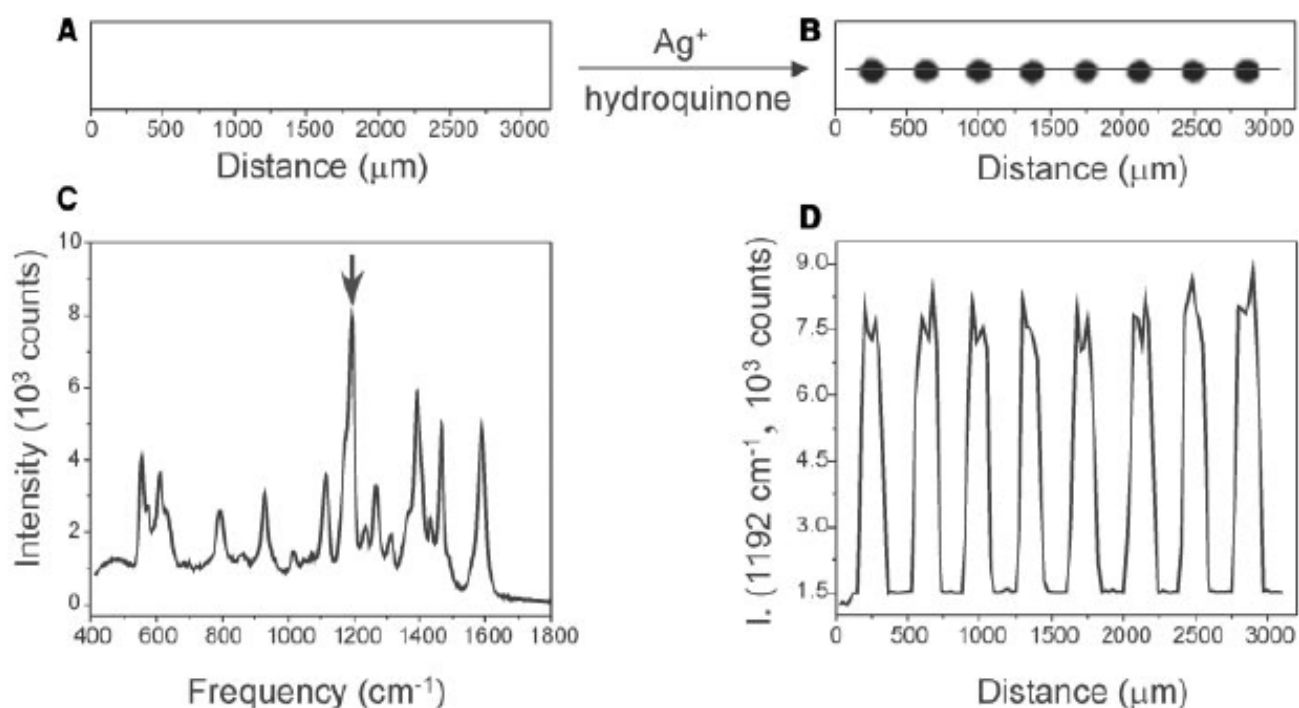 A
0 500 1000 1500 2000 2500 3000
Distance (μm)
Ag⁺
hydroquinone
B
0 500 1000 1500 2000 2500 3000
Distance (μm)
C
Intensity (10³ counts)
10
8
6
4
2
0
400 600 800 1000 1200 1400 1600 1800
Frequency (cm⁻¹)
D
I. (1192 cm⁻¹, 10³ counts)
9.0
7.5
6.0
4.5
3.0
1.5
0 500 1000 1500 2000 2500 3000
Distance (μm)